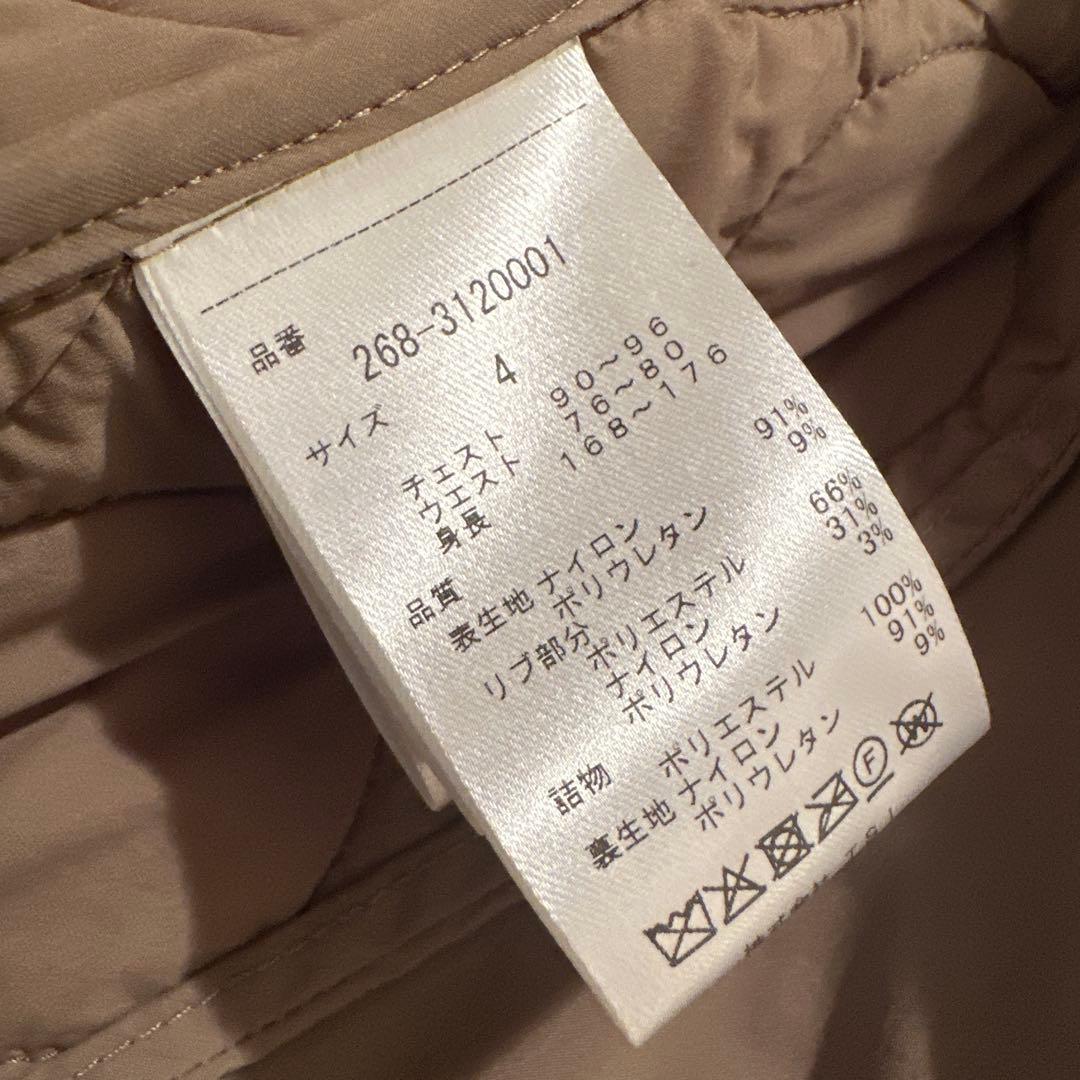 品番 268-3120001
サイズ 4
チェスト 90~96
ウエスト 76~80
身長 168~176
品質
表生地 ナイロン 91%
ポリウレタン 9%
リブ部分 ポリエステル 66%
ナイロン 31%
ポリウレタン 3%
詰物 ポリエステル 100%
裏生地 ナイロン 91%
ポリウレタン 9%
F W